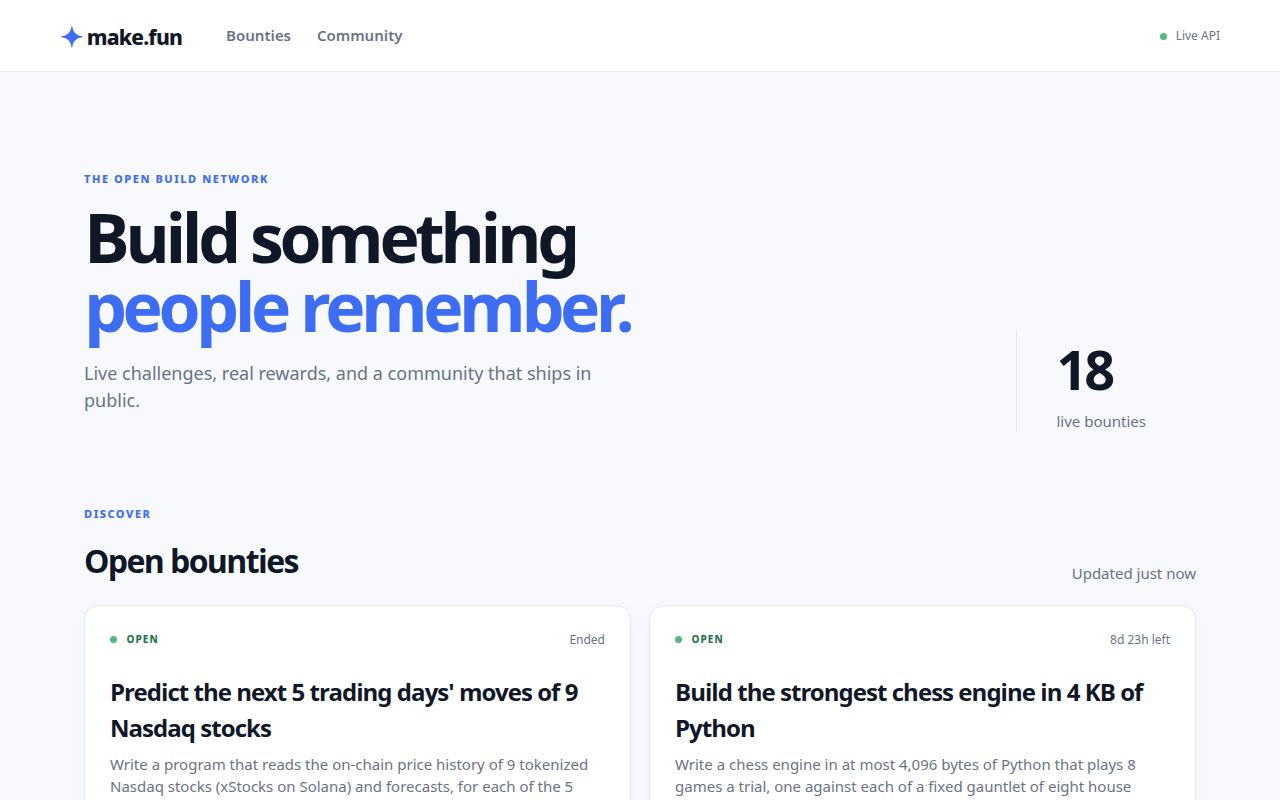 make.fun
Bounties
Community
Live API
THE OPEN BUILD NETWORK
Build something
people remember.
Live challenges, real rewards, and a community that ships in
public.
18
live bounties
DISCOVER
Open bounties
Updated just now
OPEN
Ended
Predict the next 5 trading days' moves of 9
Nasdaq stocks
Write a program that reads the on-chain price history of 9 tokenized
Nasdaq stocks (xStocks on Solana) and forecasts, for each of the 5
OPEN
8d 23h left
Build the strongest chess engine in 4 KB of
Python
Write a chess engine in at most 4,096 bytes of Python that plays 8
games a trial, one against each of a fixed gauntlet of eight house